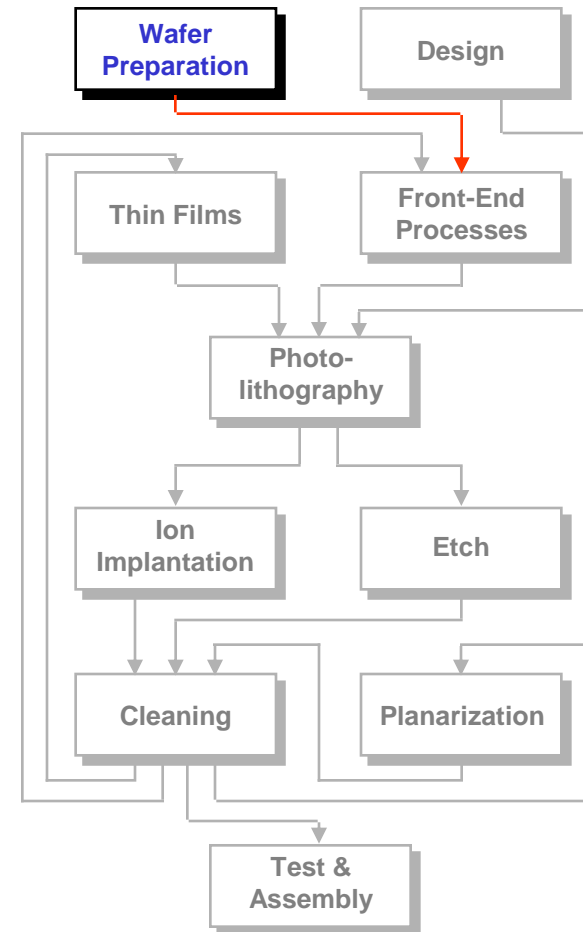 Wafer
Preparation
Design
Thin Films
Front-End
Processes
Photo-
lithography
Ion
Implantation
Etch
Cleaning
Planarization
Test &
Assembly